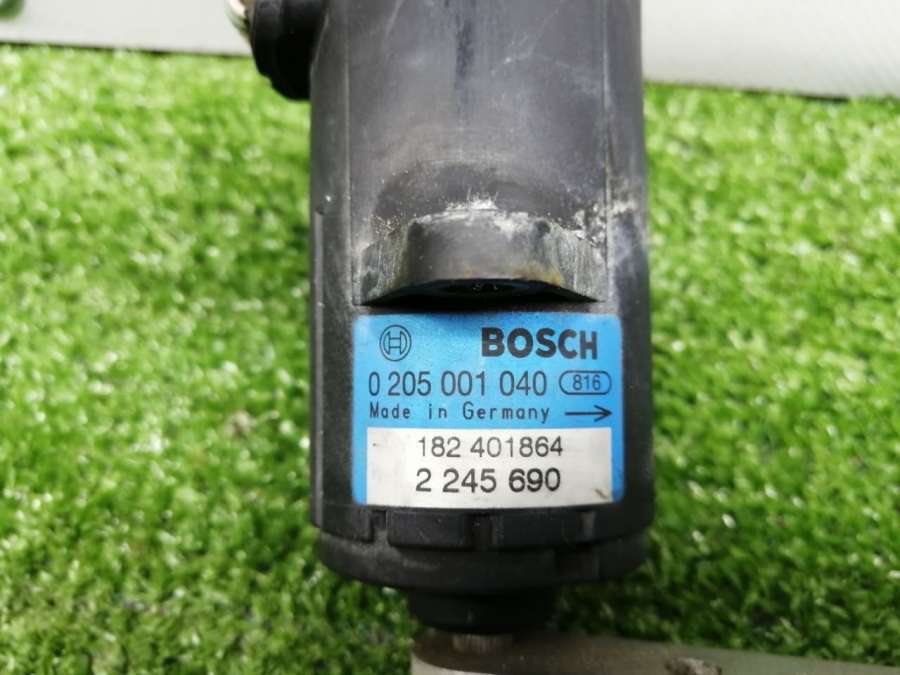 BOSCH
0 205 001 040 816
Made in Germany →
182 401864
2 245 690